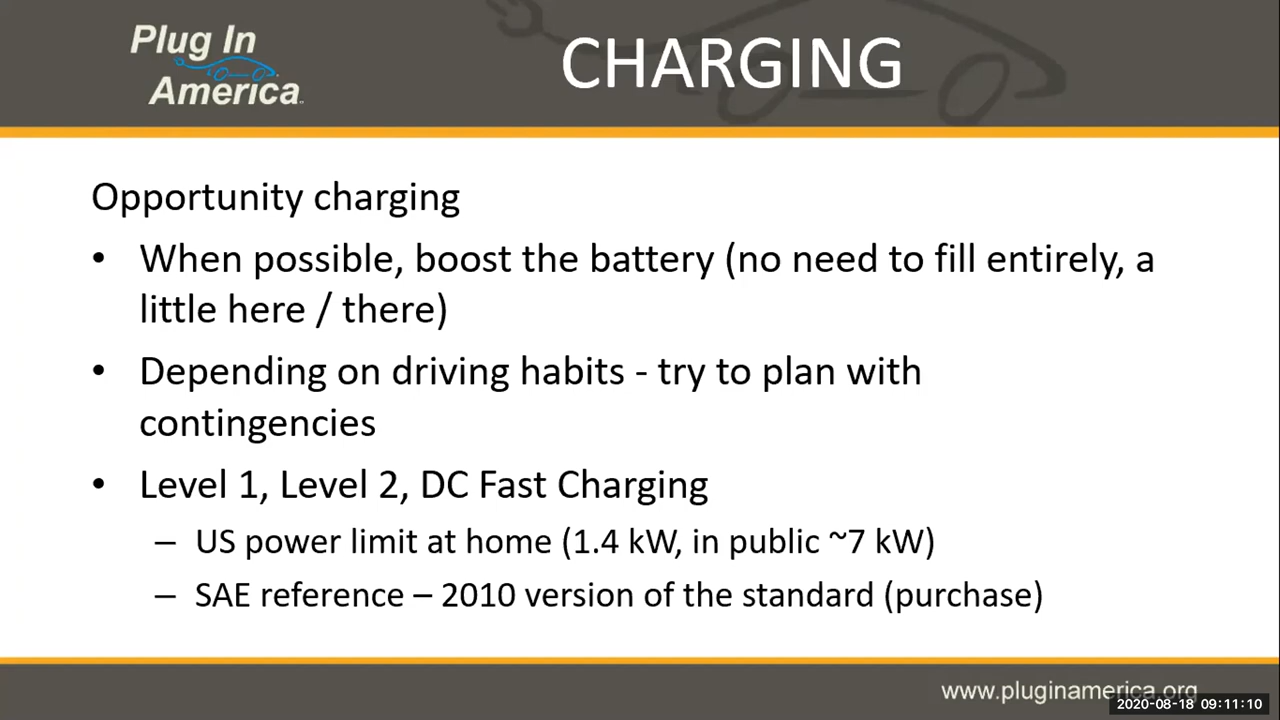 Plug In
America
CHARGING
Opportunity charging
• When possible, boost the battery (no need to fill entirely, a
little here / there)
• Depending on driving habits - try to plan with
contingencies
• Level 1, Level 2, DC Fast Charging
– US power limit at home (1.4 kW, in public ~7 kW)
– SAE reference – 2010 version of the standard (purchase)
www.pluginamerica.org
2020-08-18 09:11:10